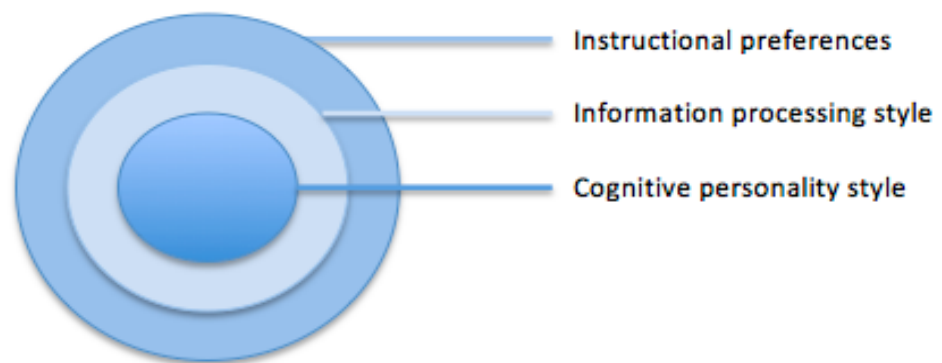 Instructional preferences
Information processing style
Cognitive personality style